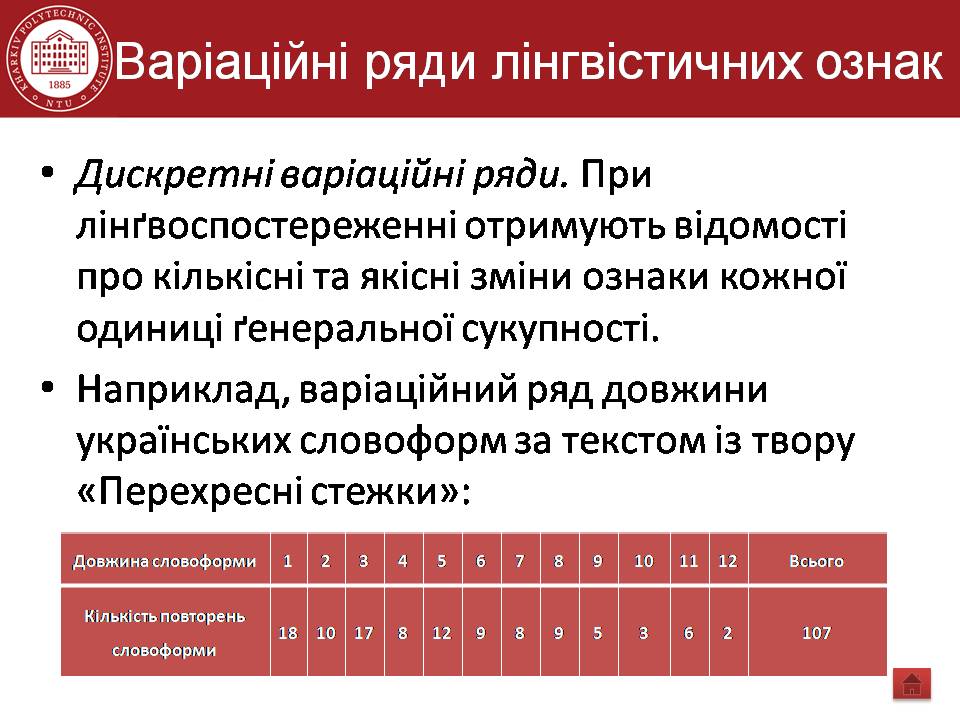 KHARKIV POLYTECHNIC INSTITUTE
1885
NTU
Варіаційні ряди лінгвістичних ознак
• Дискретні варіаційні ряди. При
лінґвоспостереженні отримують відомості
про кількісні та якісні зміни ознаки кожної
одиниці ґенеральної сукупності.
• Наприклад, варіаційний ряд довжини
українських словоформ за текстом із твору
«Перехресні стежки»:
Довжина словоформи 1 2 3 4 5 6 7 8 9 10 11 12 Всього
Кількість повторень
словоформи 18 10 17 8 12 9 8 9 5 3 6 2 107